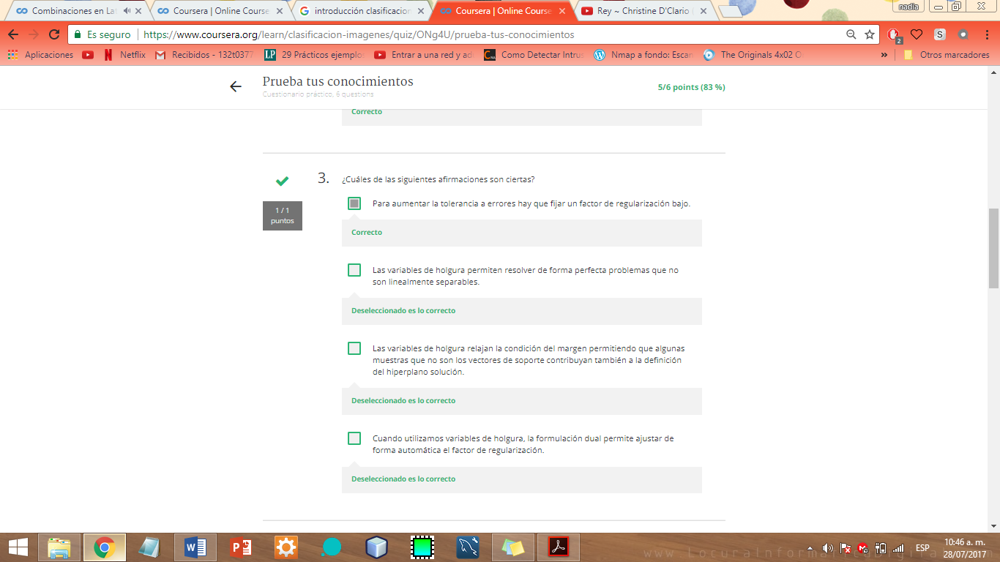 Combinaciones en La
Coursera | Online Course
introducción clasificacion
Coursera | Online Course
Rey ~ Christine D'Clario
nadia
Es seguro
https://www.coursera.org/learn/clasificacion-imagenes/quiz/ONg4U/prueba-tus-conocimientos
2
Aplicaciones
Netflix
Recibidos - 132t0377
29 Prácticos ejemplo
Entrar a una red y ad
Como Detectar Intrus
Nmap a fondo: Escan
The Originals 4x02 O
»
Otros marcadores
Prueba tus conocimientos
Cuestionario práctico, 6 questions
5/6 points (83 %)
Correcto
1 / 1
puntos
3.
¿Cuáles de las siguientes afirmaciones son ciertas?
Para aumentar la tolerancia a errores hay que fijar un factor de regularización bajo.
Correcto
Las variables de holgura permiten resolver de forma perfecta problemas que no
son linealmente separables.
Deseleccionado es lo correcto
Las variables de holgura relajan la condición del margen permitiendo que algunas
muestras que no son los vectores de soporte contribuyan también a la definición
del hiperplano solución.
Deseleccionado es lo correcto
Cuando utilizamos variables de holgura, la formulación dual permite ajustar de
forma automática el factor de regularización.
Deseleccionado es lo correcto
ESP
10:46 a. m.
28/07/2017